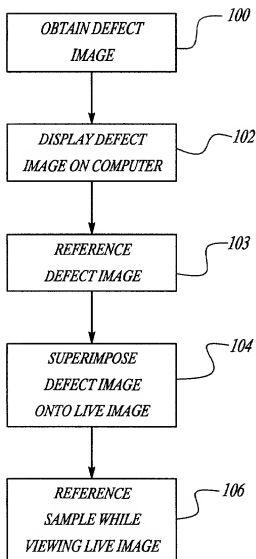 OBTAIN DEFECT
IMAGE
100
DISPLAY DEFECT
IMAGE ON COMPUTER
102
REFERENCE
DEFECT IMAGE
103
SUPERIMPOSE
DEFECT IMAGE
ONTO LIVE IMAGE
104
REFERENCE
SAMPLE WHILE
VIEWING LIVE IMAGE
106